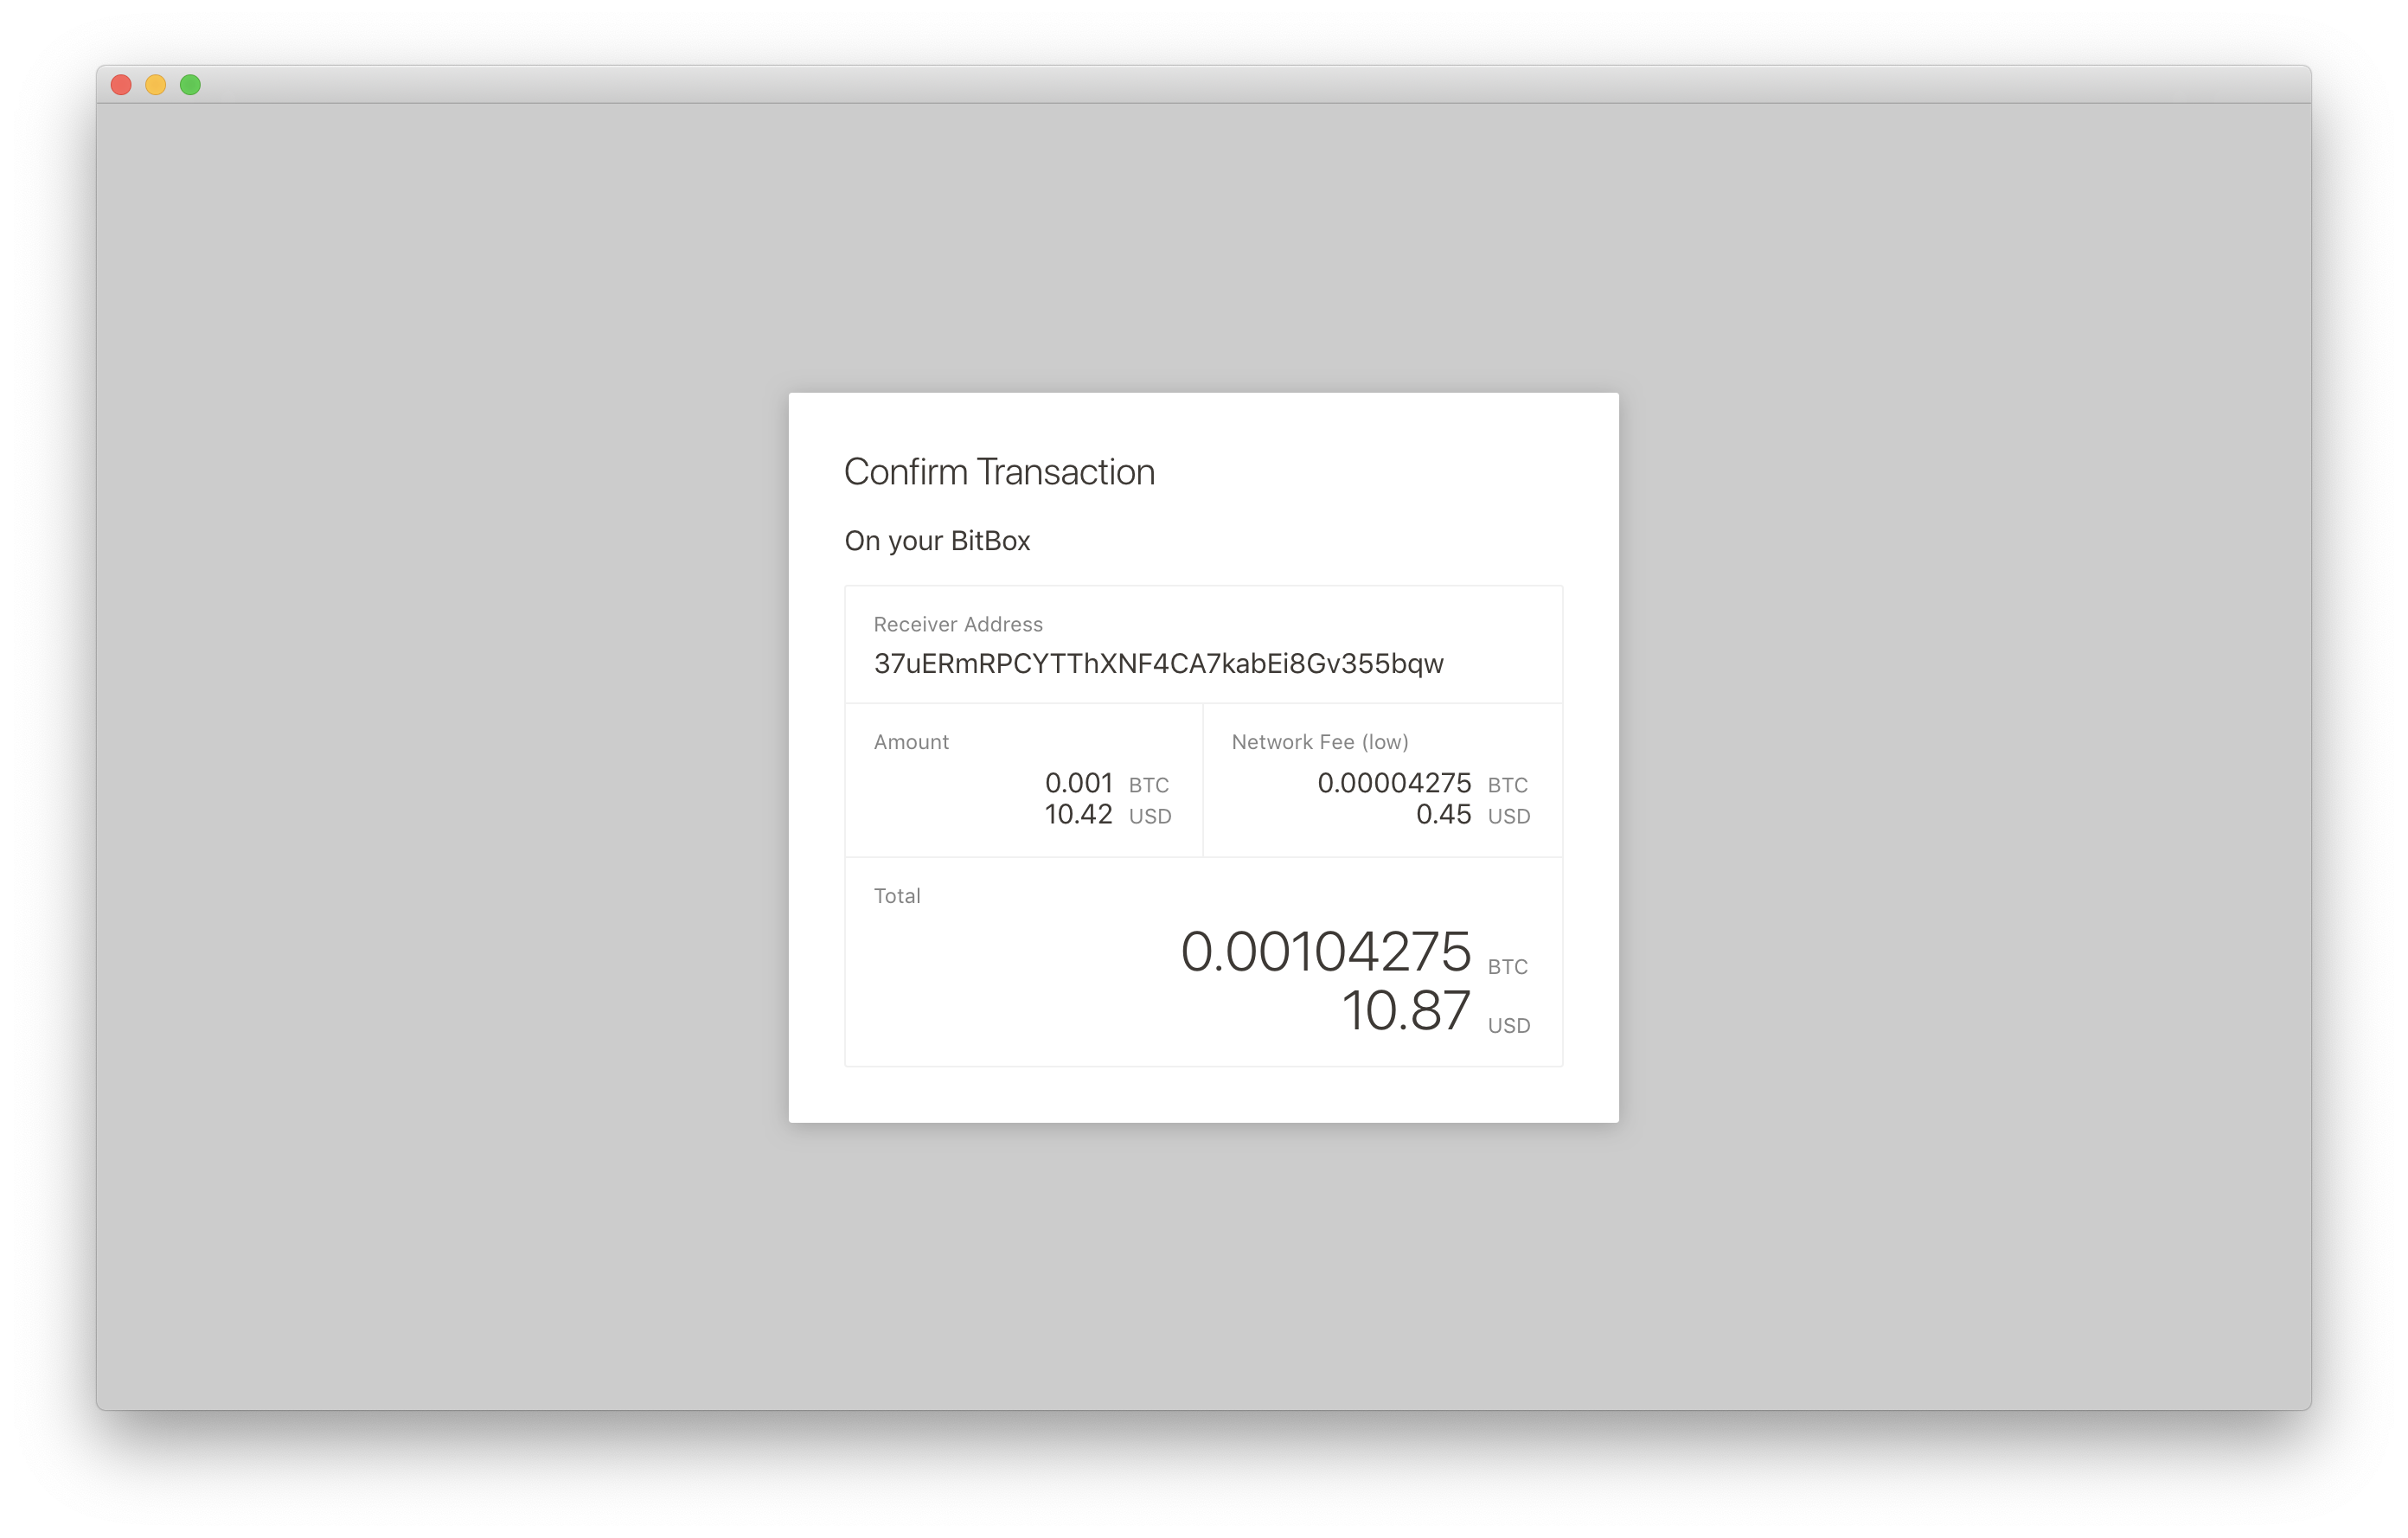 Confirm Transaction
On your BitBox
Receiver Address
37uERmRPCYTThXNF4CA7kabEi8Gv355bqw
Amount
0.001 BTC
10.42 USD
Network Fee (low)
0.00004275 BTC
0.45 USD
Total
0.00104275 BTC
10.87 USD